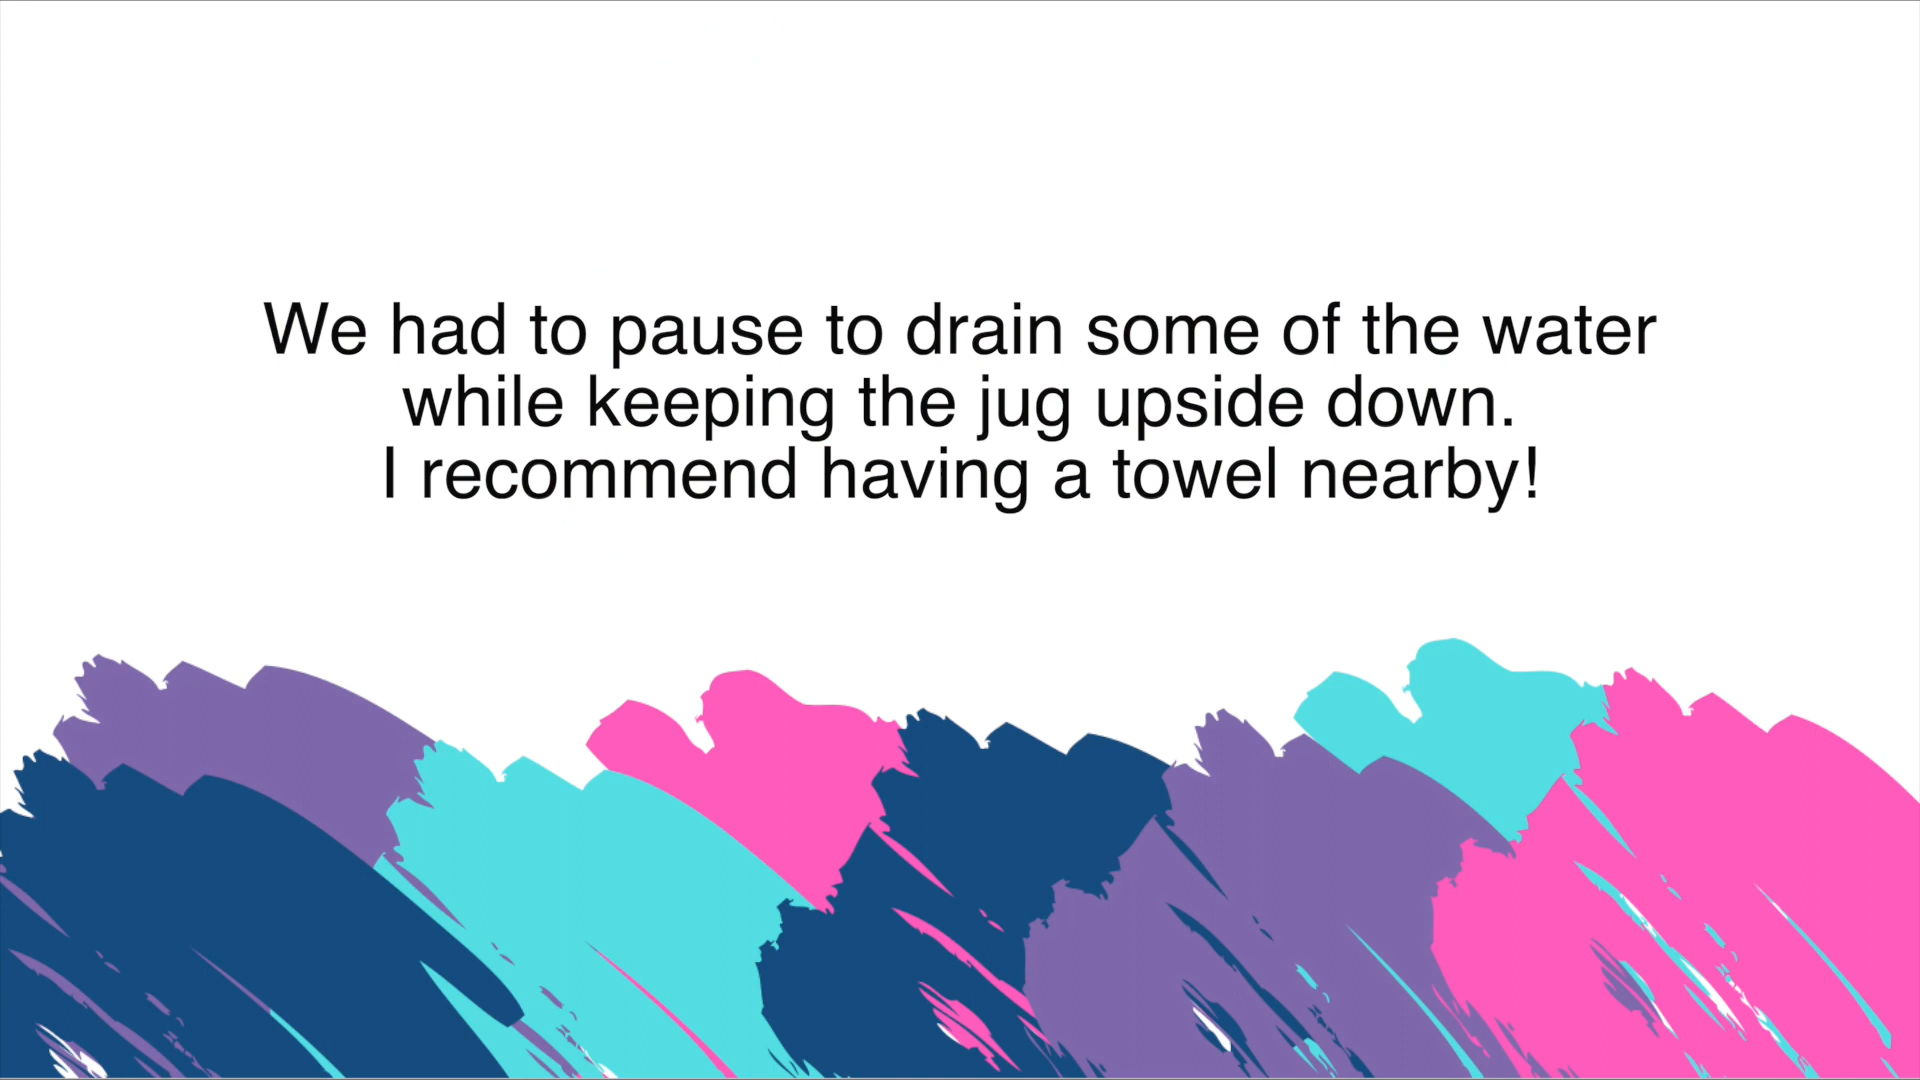 We had to pause to drain some of the water
while keeping the jug upside down.
I recommend having a towel nearby!